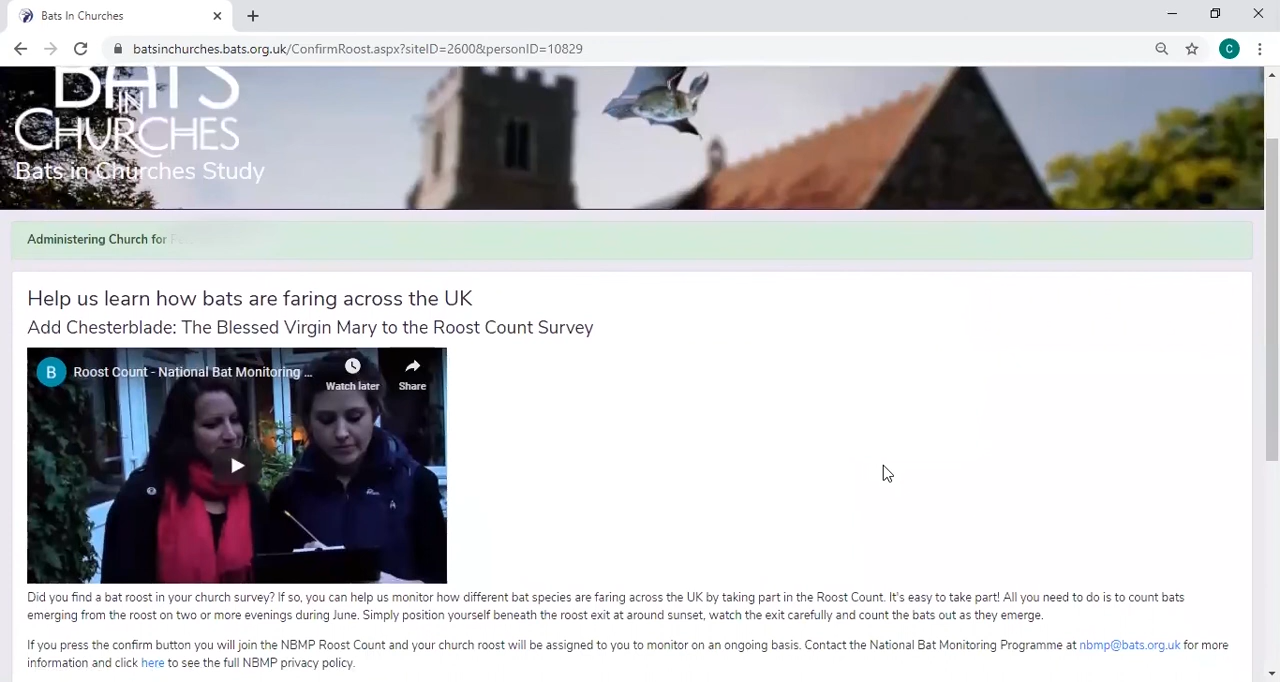 Bats In Churches
batsinchurches.bats.org.uk/ConfirmRoost.aspx?siteID=2600&personID=10829
C
BATS
IN
CHURCHES
Bats in Churches Study
Administering Church for
Help us learn how bats are faring across the UK
Add Chesterblade: The Blessed Virgin Mary to the Roost Count Survey
B
Roost Count - National Bat Monitoring ...
Watch later
Share
Did you find a bat roost in your church survey? If so, you can help us monitor how different bat species are faring across the UK by taking part in the Roost Count. It's easy to take part! All you need to do is to count bats
emerging from the roost on two or more evenings during June. Simply position yourself beneath the roost exit at around sunset, watch the exit carefully and count the bats out as they emerge.
If you press the confirm button you will join the NBMP Roost Count and your church roost will be assigned to you to monitor on an ongoing basis. Contact the National Bat Monitoring Programme at nbmp@bats.org.uk for more
information and click here to see the full NBMP privacy policy.